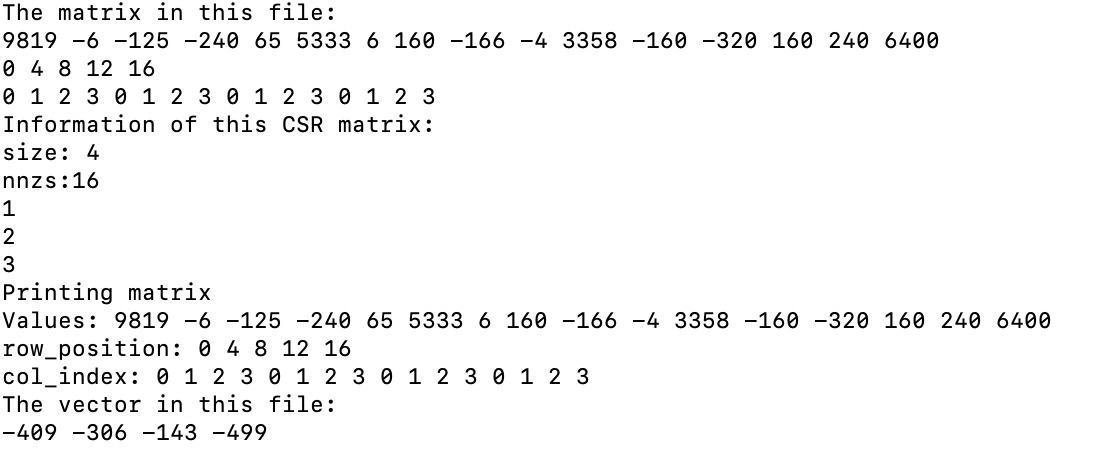 The matrix in this file:
9819 -6 -125 -240 65 5333 6 160 -166 -4 3358 -160 -320 160 240 6400
0 4 8 12 16
0 1 2 3 0 1 2 3 0 1 2 3 0 1 2 3
Information of this CSR matrix:
size: 4
nnzs:16
1
2
3
Printing matrix
Values: 9819 -6 -125 -240 65 5333 6 160 -166 -4 3358 -160 -320 160 240 6400
row_position: 0 4 8 12 16
col_index: 0 1 2 3 0 1 2 3 0 1 2 3 0 1 2 3
The vector in this file:
-409 -306 -143 -499